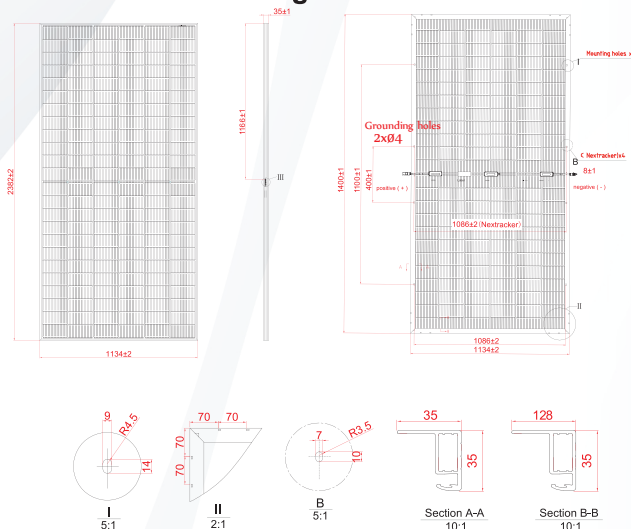 35±1
2382±2
1134±2
1166±1
III
1400±1
1100±1
400±1
Grounding holes
2xØ4
positive ( + )
1086±2(Nextracker)
I
Mounting holes x
B
( Nextracker)x4
8±1
negative ( - )
A
II
1086±2
1134±2
9
R4,5
14
I
5:1
70
70
70
70
II
2:1
7
R3,5
10
B
5:1
35
35
Section A-A
10:1
128
35
Section B-B
10:1